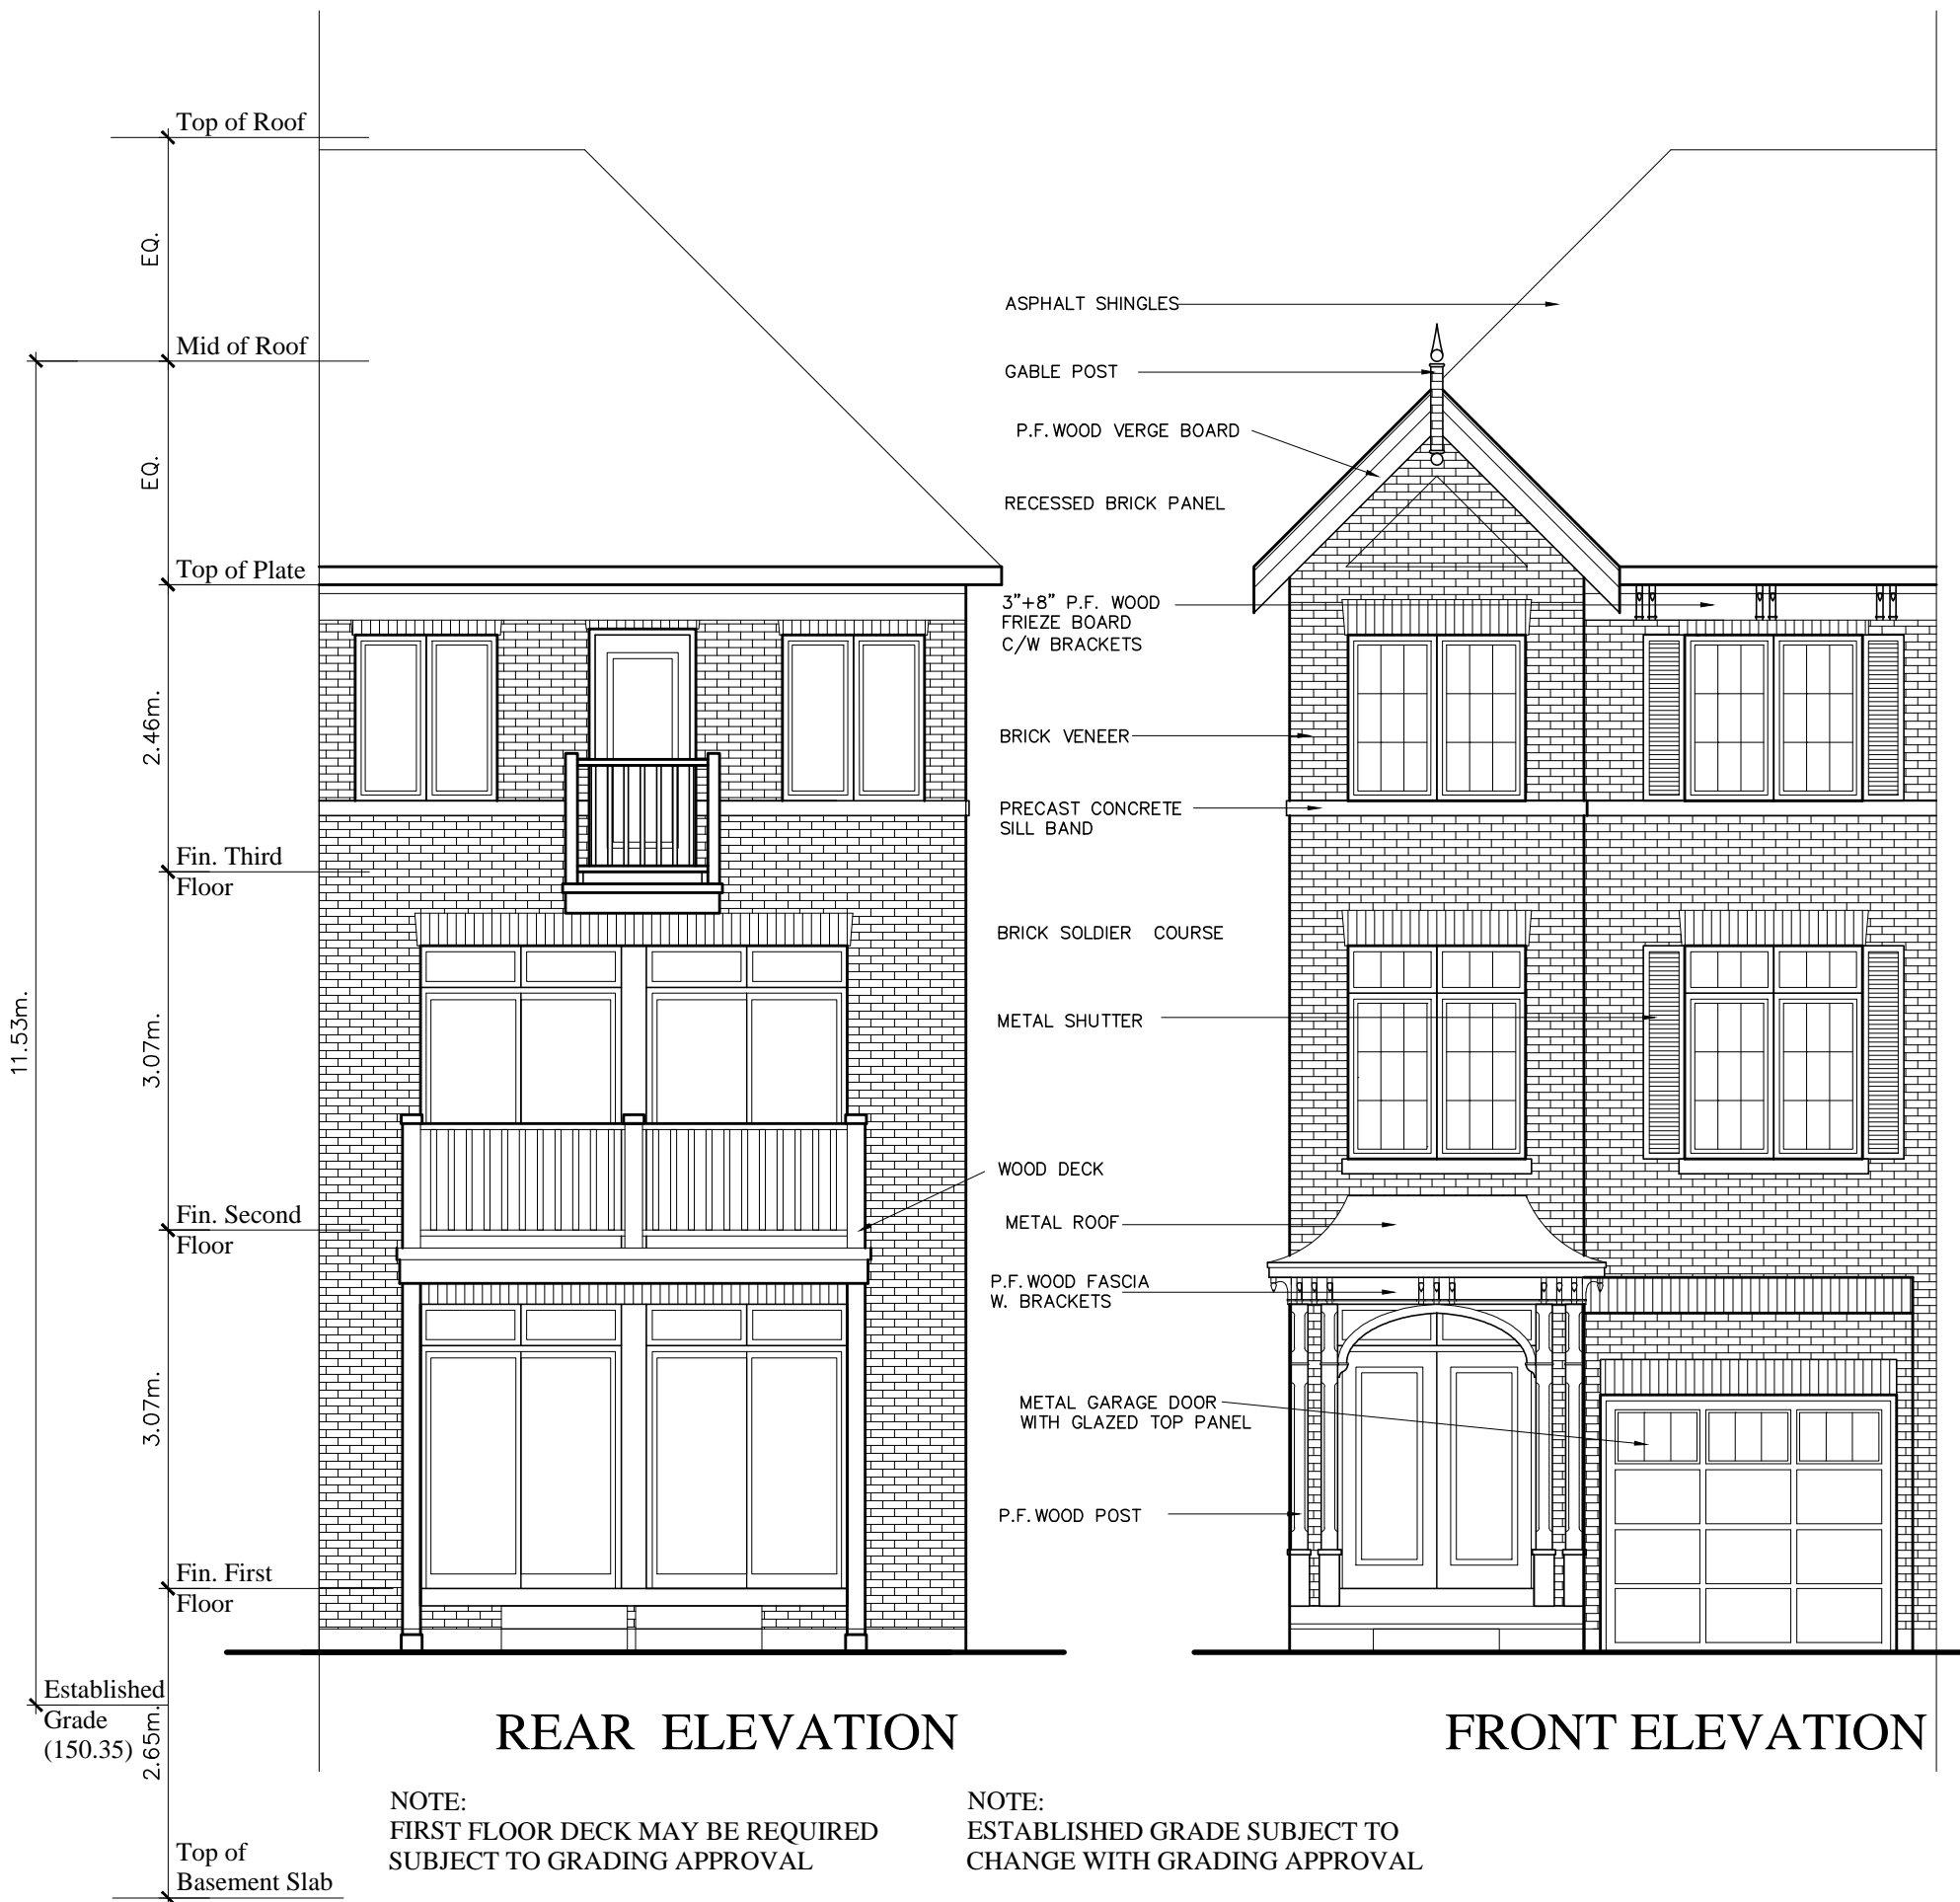 Top of Roof
EQ.
Mid of Roof
EQ.
Top of Plate
2.46m.
Fin. Third
Floor
3.07m.
11.53m.
Fin. Second
Floor
3.07m.
Fin. First
Floor
Established
Grade
(150.35)
2.65m.
Top of
Basement Slab
ASPHALT SHINGLES
GABLE POST
P.F. WOOD VERGE BOARD
RECESSED BRICK PANEL
3"+8" P.F. WOOD
FRIEZE BOARD
C/W BRACKETS
BRICK VENEER
PRECAST CONCRETE
SILL BAND
BRICK SOLDIER COURSE
METAL SHUTTER
WOOD DECK
METAL ROOF
P.F. WOOD FASCIA
W. BRACKETS
METAL GARAGE DOOR
WITH GLAZED TOP PANEL
P.F. WOOD POST
REAR ELEVATION
FRONT ELEVATION
NOTE:
FIRST FLOOR DECK MAY BE REQUIRED
SUBJECT TO GRADING APPROVAL
NOTE:
ESTABLISHED GRADE SUBJECT TO
CHANGE WITH GRADING APPROVAL